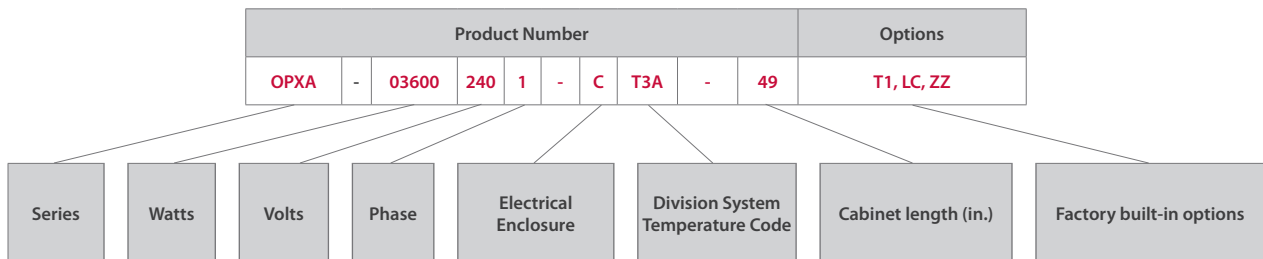 Product Number Options
OPXA - 03600 240 1 - C T3A - 49 T1, LC, ZZ
Series
Watts
Volts
Phase
Electrical
Enclosure
Division System
Temperature Code
Cabinet length (in.)
Factory built-in options